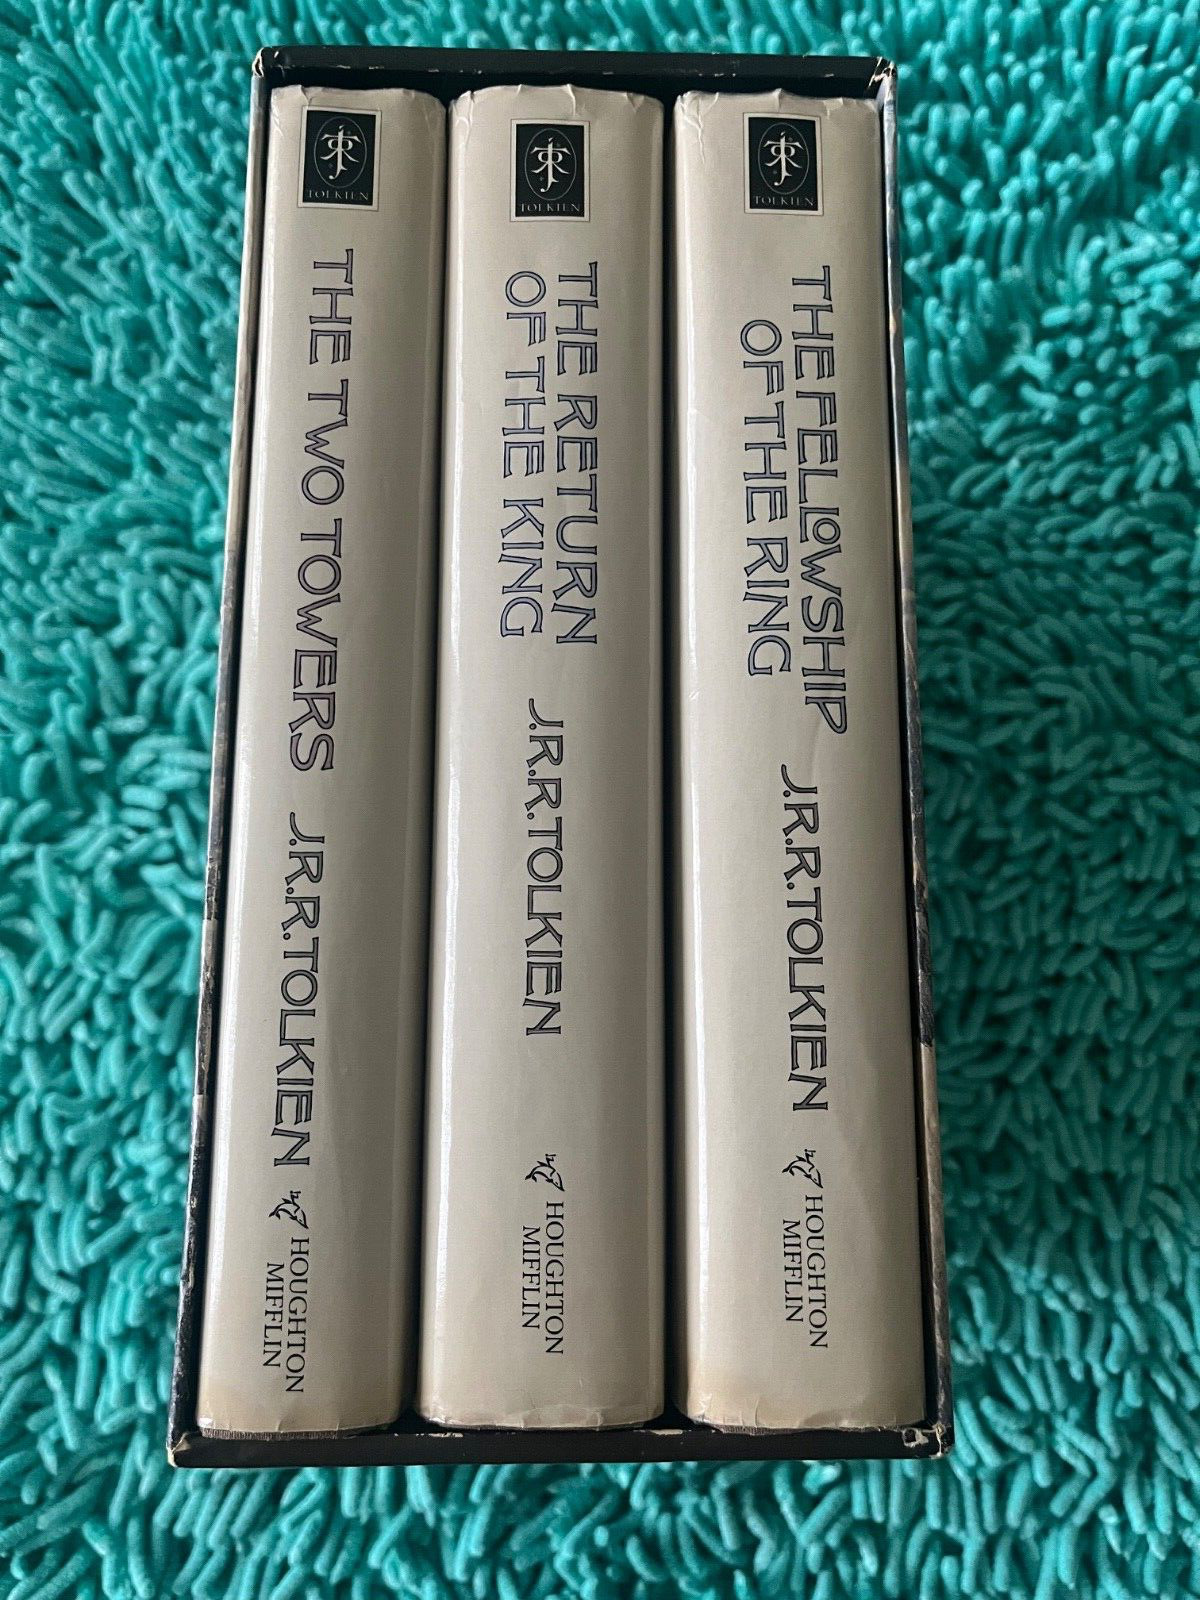 TOLKIEN
THE TWO TOWERS
J.R.R.TOLKIEN
HOUGHTON
MIFFLIN
TOLKIEN
THE RETURN
OF THE KING
J.R.R.TOLKIEN
HOUGHTON
MIFFLIN
TOLKIEN
THE FELLOWSHIP
OF THE RING
J.R.R.TOLKIEN
HOUGHTON
MIFFLIN